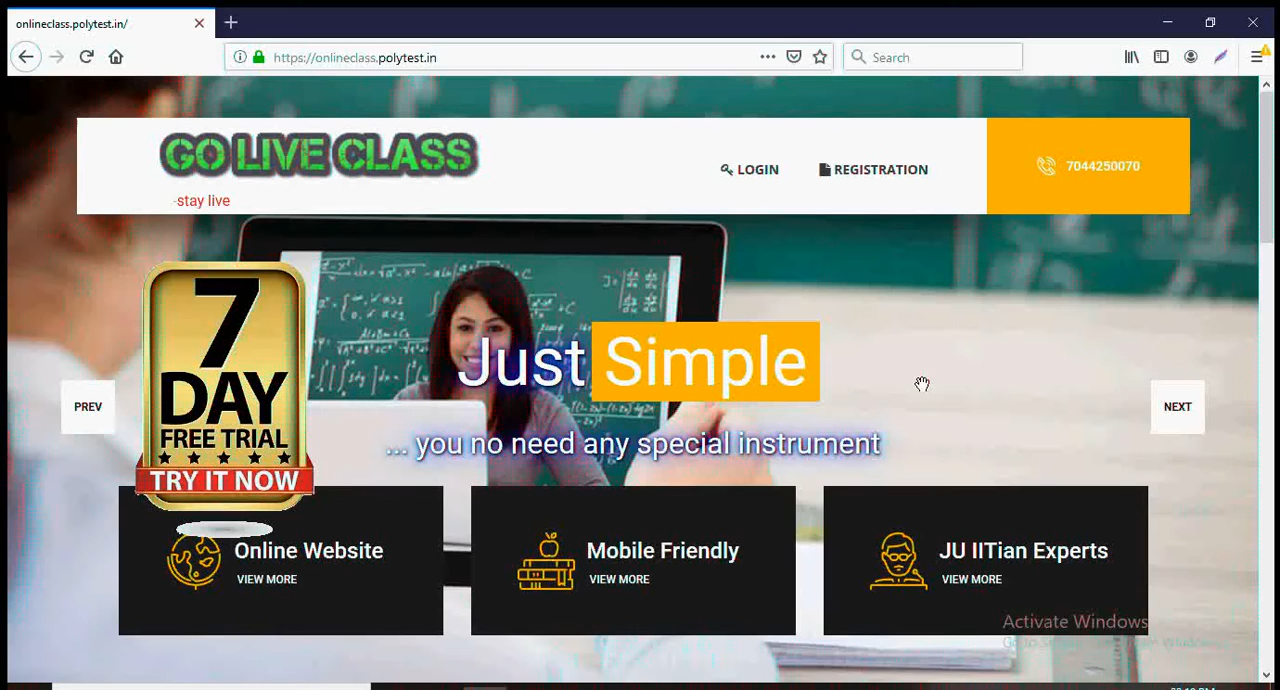 onlineclass.polytest.in/
https://onlineclass.polytest.in
Search
GO LIVE CLASS
-stay live
LOGIN
REGISTRATION
7044250070
7
DAY
FREE TRIAL
TRY IT NOW
Just Simple
... you no need any special instrument
PREV
NEXT
Online Website
VIEW MORE
Mobile Friendly
VIEW MORE
JU IITian Experts
VIEW MORE
Activate Windows